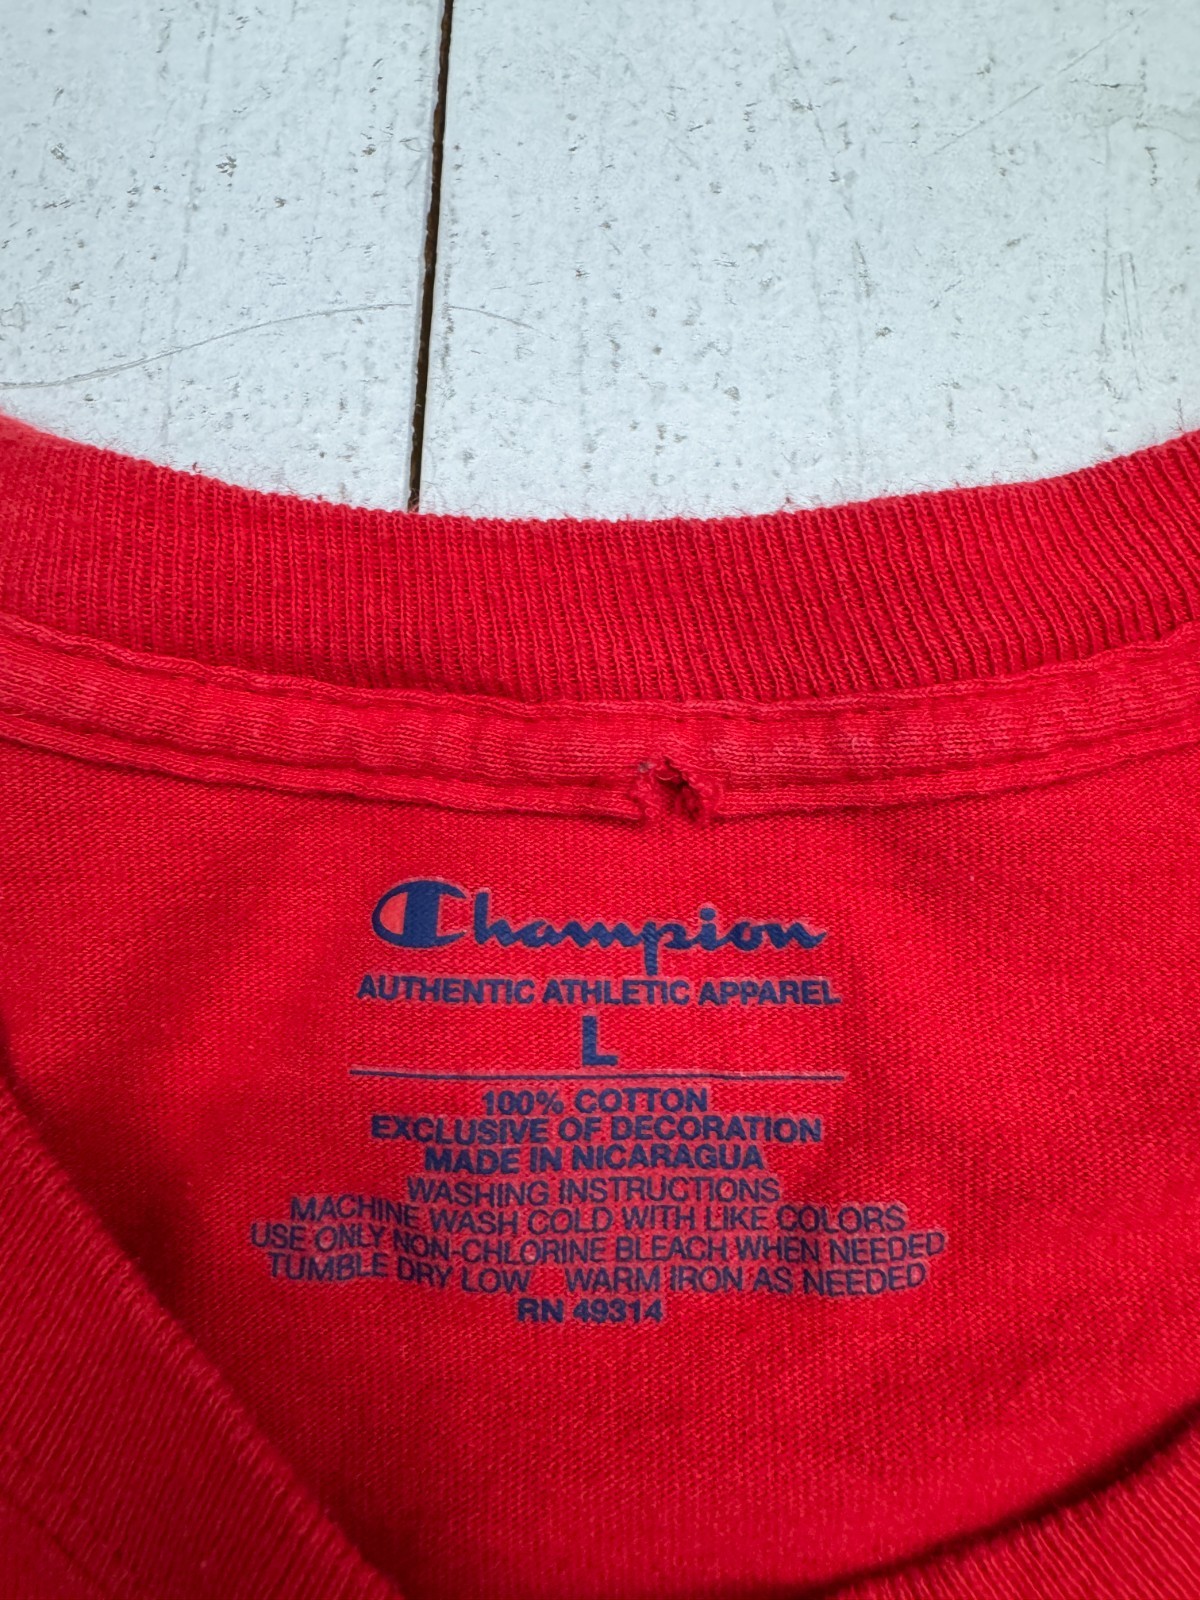 Champion
AUTHENTIC ATHLETIC APPAREL
L
100% COTTON
EXCLUSIVE OF DECORATION
MADE IN NICARAGUA
WASHING INSTRUCTIONS
MACHINE WASH COLD WITH LIKE COLORS
USE ONLY NON-CHLORINE BLEACH WHEN NEEDED
TUMBLE DRY LOW WARM IRON AS NEEDED
RN 49314